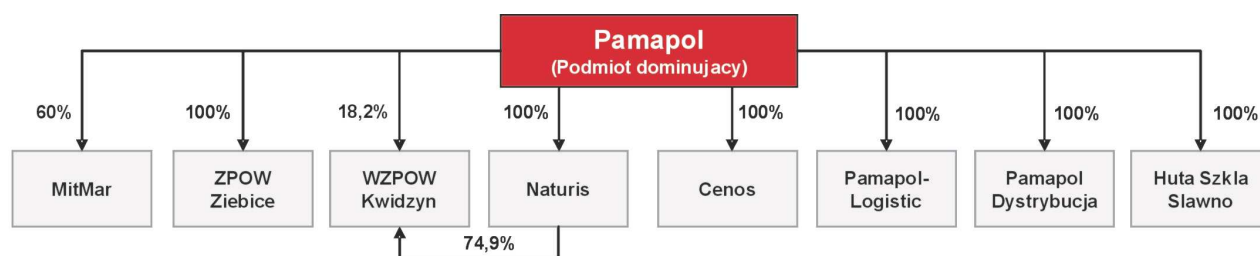 Pamapol
(Podmiot dominujacy)
60%
100%
18,2%
100%
100%
100%
100%
100%
MitMar
ZPOW
Ziebice
WZPOW
Kwidzyn
Naturis
Cenos
Pamapol-
Logistic
Pamapol
Dystrybucja
Huta Szkla
Slawno
74,9%